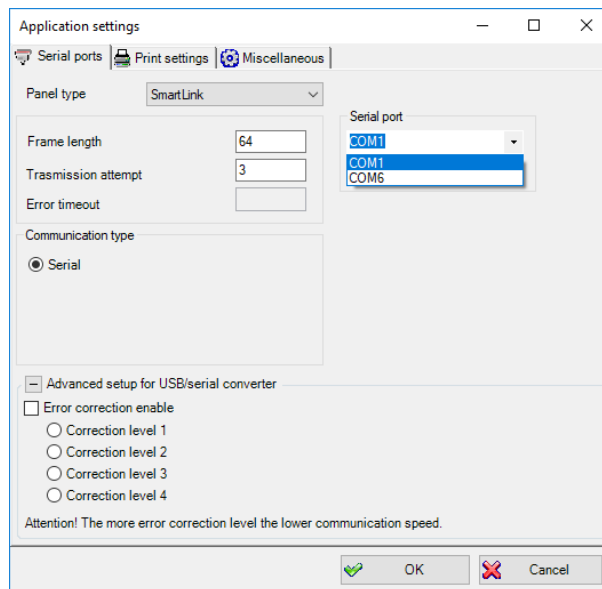 Application settings
Serial ports Print settings Miscellaneous
Panel type SmartLink
Frame length 64
Trasmission attempt 3
Error timeout
Serial port
COM1
COM1
COM6
Communication type
Serial
Advanced setup for USB/serial converter
Error correction enable
Correction level 1
Correction level 2
Correction level 3
Correction level 4
Attention! The more error correction level the lower communication speed.
OK Cancel